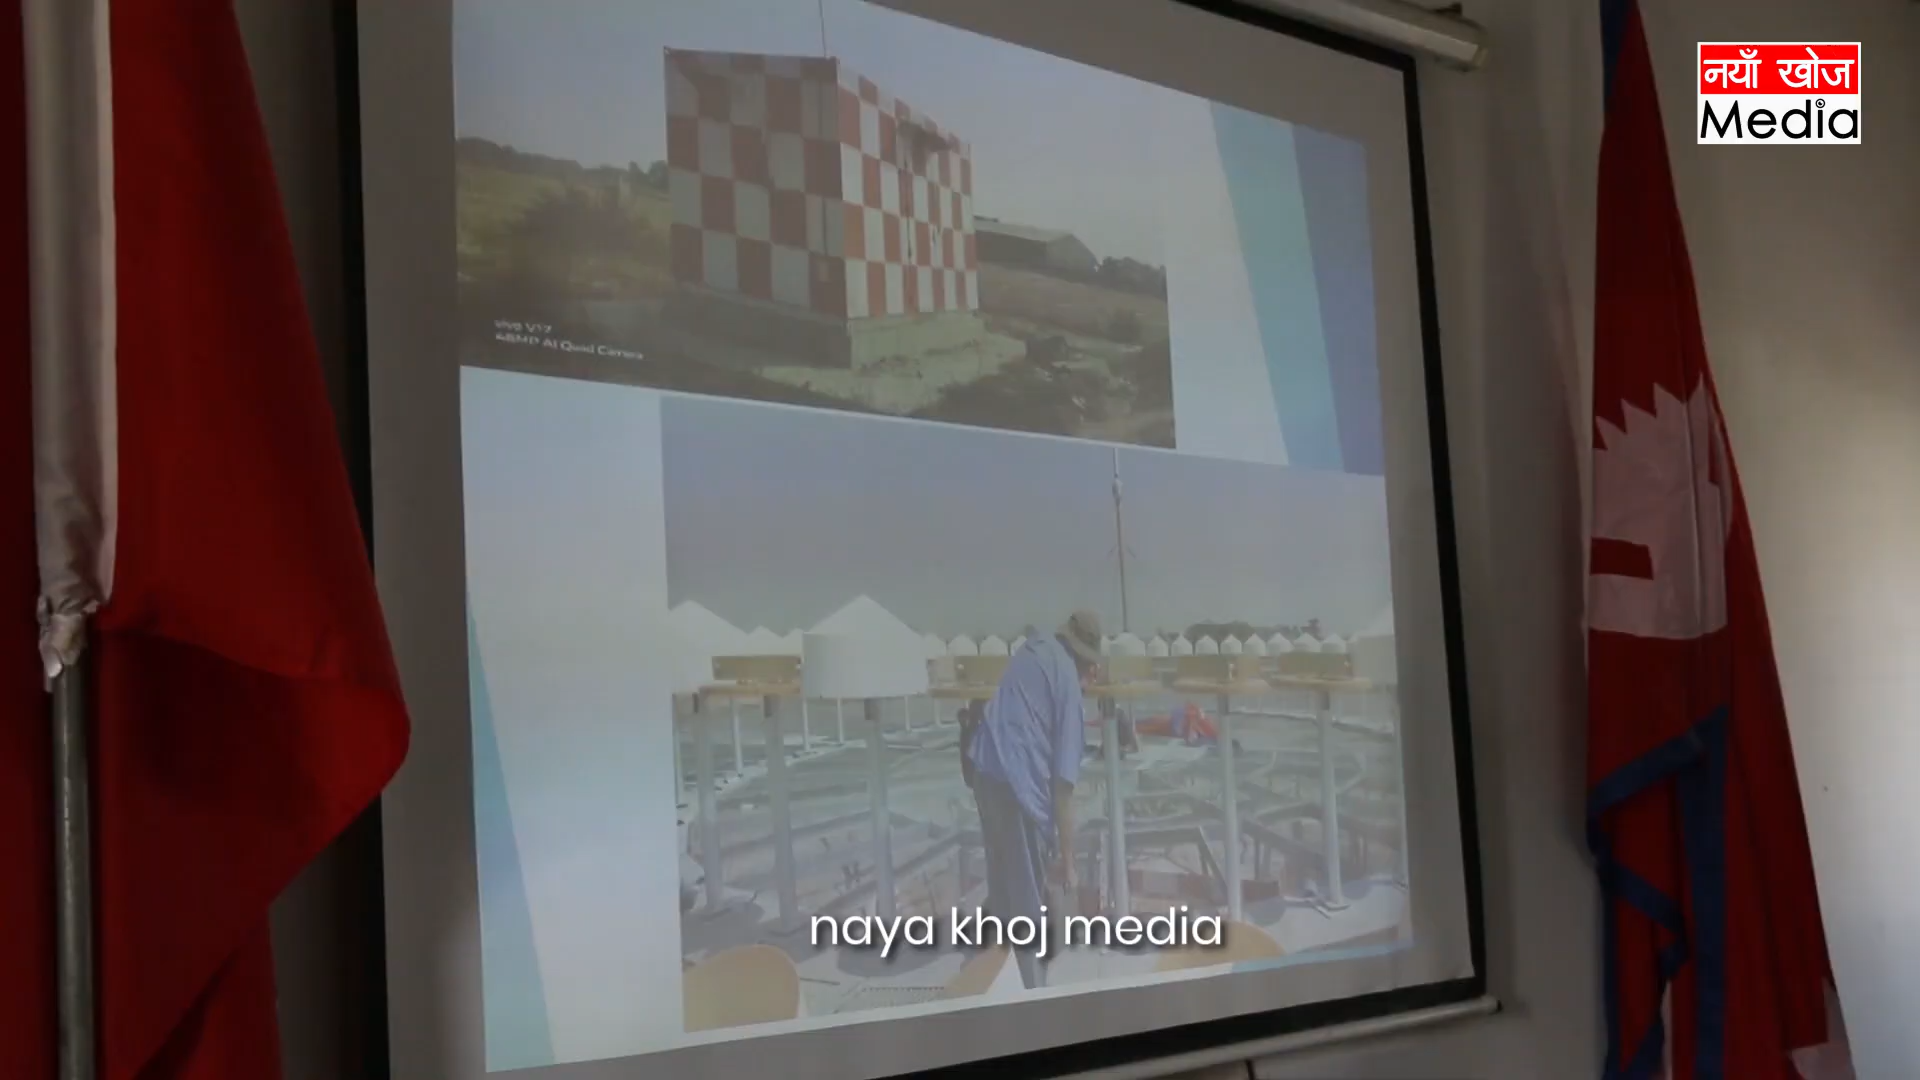 नयाँ खोज
Media
vivo V17
48MP AI Quad Camera
naya khoj media